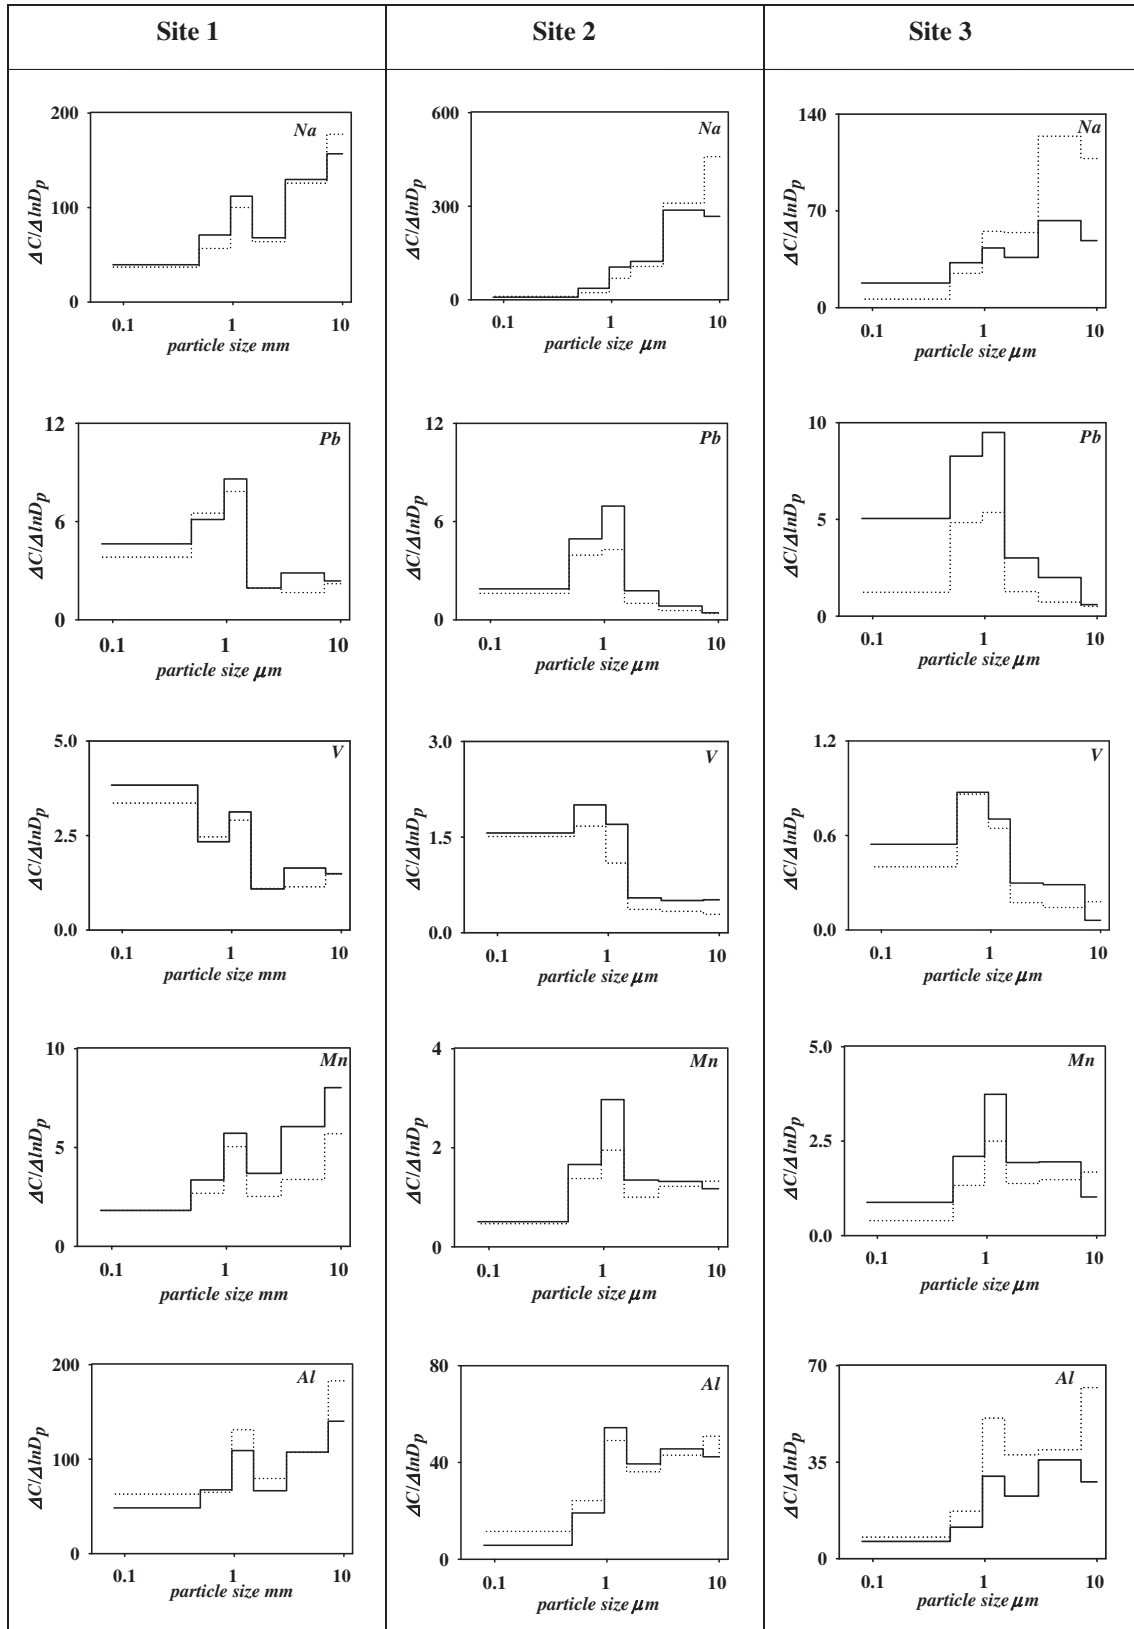 Site 1
Site 2
Site 3
200
100
0
ΔC/ΔlnDp
Na
0.1 1 10
particle size mm
600
300
0
ΔC/ΔlnDp
Na
0.1 1 10
particle size μm
140
70
0
ΔC/ΔlnDp
Na
0.1 1 10
particle size μm
12
6
0
ΔC/ΔlnDp
Pb
0.1 1 10
particle size μm
12
6
0
ΔC/ΔlnDp
Pb
0.1 1 10
particle size μm
10
5
0
ΔC/ΔlnDp
Pb
0.1 1 10
particle size μm
5.0
2.5
0.0
ΔC/ΔlnDp
V
0.1 1 10
particle size mm
3.0
1.5
0.0
ΔC/ΔlnDp
V
0.1 1 10
particle size μm
1.2
0.6
0.0
ΔC/ΔlnDp
V
0.1 1 10
particle size μm
10
5
0
ΔC/ΔlnDp
Mn
0.1 1 10
particle size mm
4
2
0
ΔC/ΔlnDp
Mn
0.1 1 10
particle size μm
5.0
2.5
0.0
ΔC/ΔlnDp
Mn
0.1 1 10
particle size μm
200
100
0
ΔC/ΔlnDp
Al
0.1 1 10
particle size mm
80
40
0
ΔC/ΔlnDp
Al
0.1 1 10
particle size μm
70
35
0
ΔC/ΔlnDp
Al
0.1 1 10
particle size μm